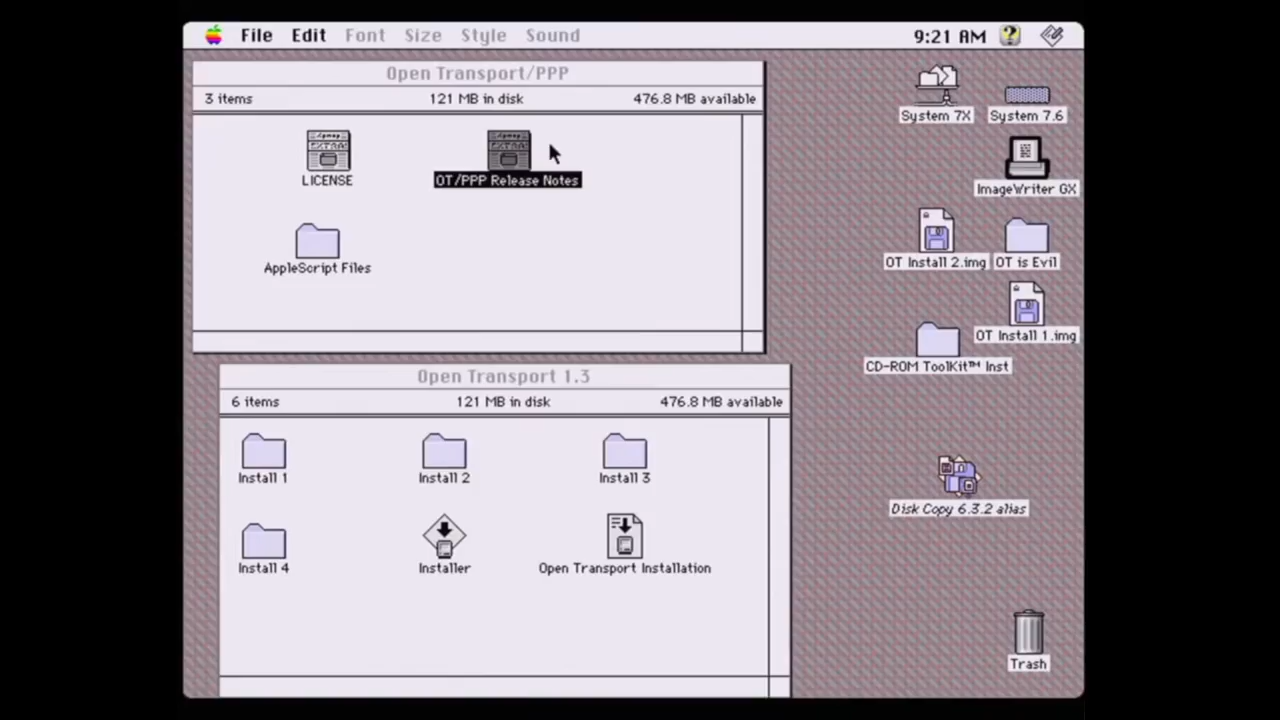 File Edit Font Size Style Sound 9:21 AM
Open Transport/PPP
3 items 121 MB in disk 476.8 MB available
LICENSE OT/PPP Release Notes
AppleScript Files
Open Transport 1.3
6 items 121 MB in disk 476.8 MB available
Install 1 Install 2 Install 3
Install 4 Installer Open Transport Installation
System 7X System 7.6
ImageWriter GX
OT Install 2.img OT is Evil
OT Install 1.img
CD-ROM ToolKit™ Inst
Disk Copy 6.3.2 alias
Trash